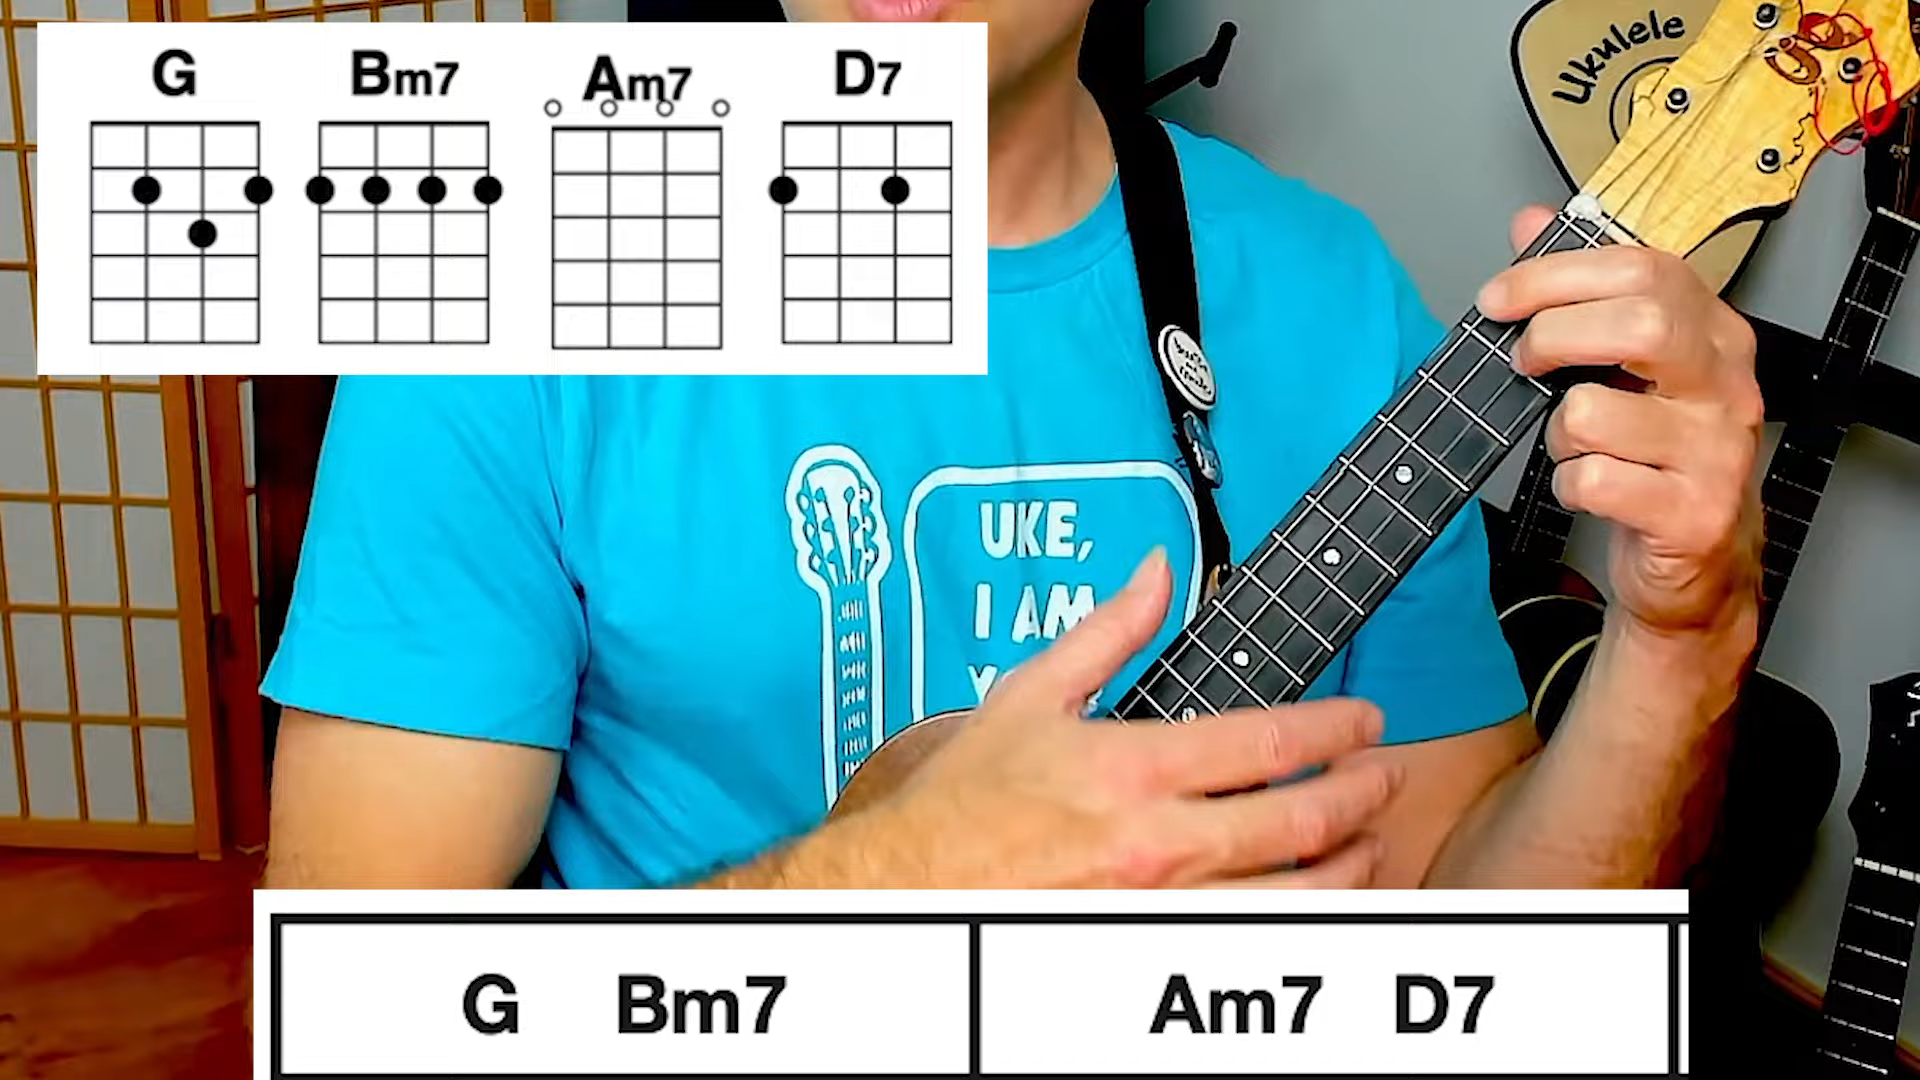 G Bm7 Am7 D7
Ukulele
UKE,
I AM
G Bm7 Am7 D7